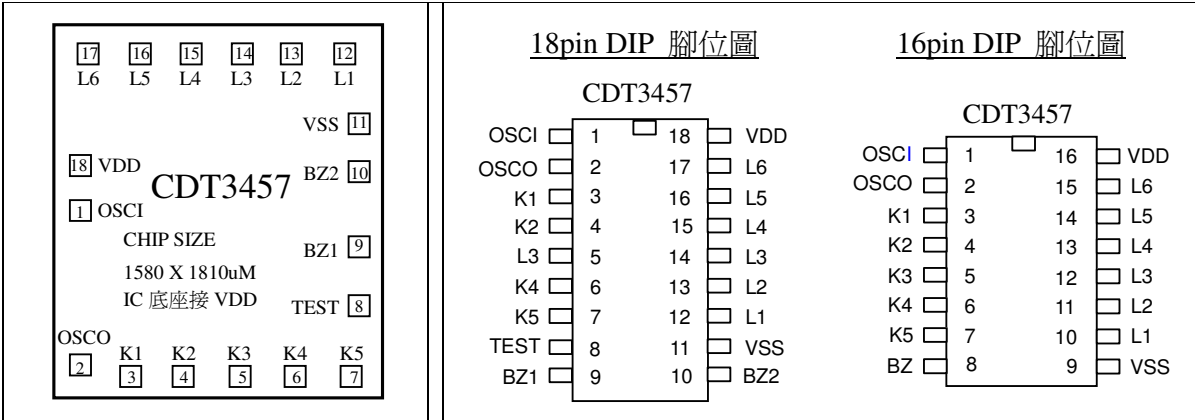 17 16 15 14 13 12
L6 L5 L4 L3 L2 L1
VSS 11
18 VDD
BZ2 10
CDT3457
1 OSCI
CHIP SIZE
BZ1 9
1580 X 1810uM
IC 底座接 VDD
TEST 8
OSCO
2
K1 K2 K3 K4 K5
3 4 5 6 7
18pin DIP 腳位圖
CDT3457
OSCI 1 18 VDD
OSCO 2 17 L6
K1 3 16 L5
K2 4 15 L4
L3 5 14 L3
K4 6 13 L2
K5 7 12 L1
TEST 8 11 VSS
BZ1 9 10 BZ2
16pin DIP 腳位圖
CDT3457
OSCI 1 16 VDD
OSCO 2 15 L6
K1 3 14 L5
K2 4 13 L4
K3 5 12 L3
K4 6 11 L2
K5 7 10 L1
BZ 8 9 VSS